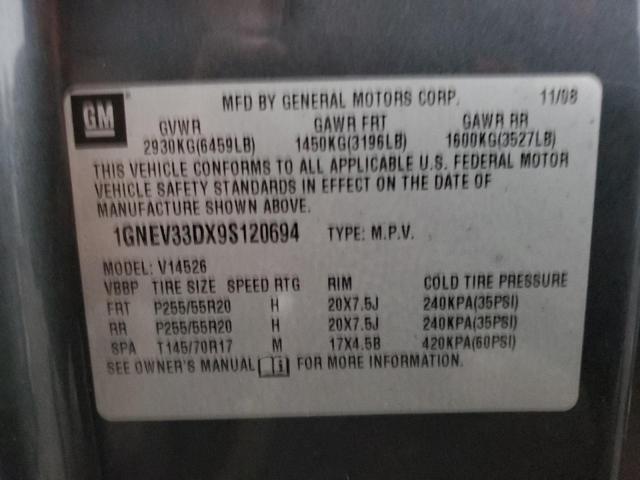 GM
MFD BY GENERAL MOTORS CORP. 11/08
GVWR GAWR FRT GAWR RR
2930KG(6459LB) 1450KG(3196LB) 1600KG(3527LB)
THIS VEHICLE CONFORMS TO ALL APPLICABLE U.S. FEDERAL MOTOR
VEHICLE SAFETY STANDARDS IN EFFECT ON THE DATE OF
MANUFACTURE SHOWN ABOVE.
1GNEV33DX9S120694 TYPE: M.P.V.
MODEL: V14526
VBBP TIRE SIZE SPEED RTG RIM COLD TIRE PRESSURE
FRT P255/55R20 H 20X7.5J 240KPA(35PSI)
RR P255/55R20 H 20X7.5J 240KPA(35PSI)
SPA T145/70R17 M 17X4.5B 420KPA(60PSI)
SEE OWNER'S MANUAL i FOR MORE INFORMATION.